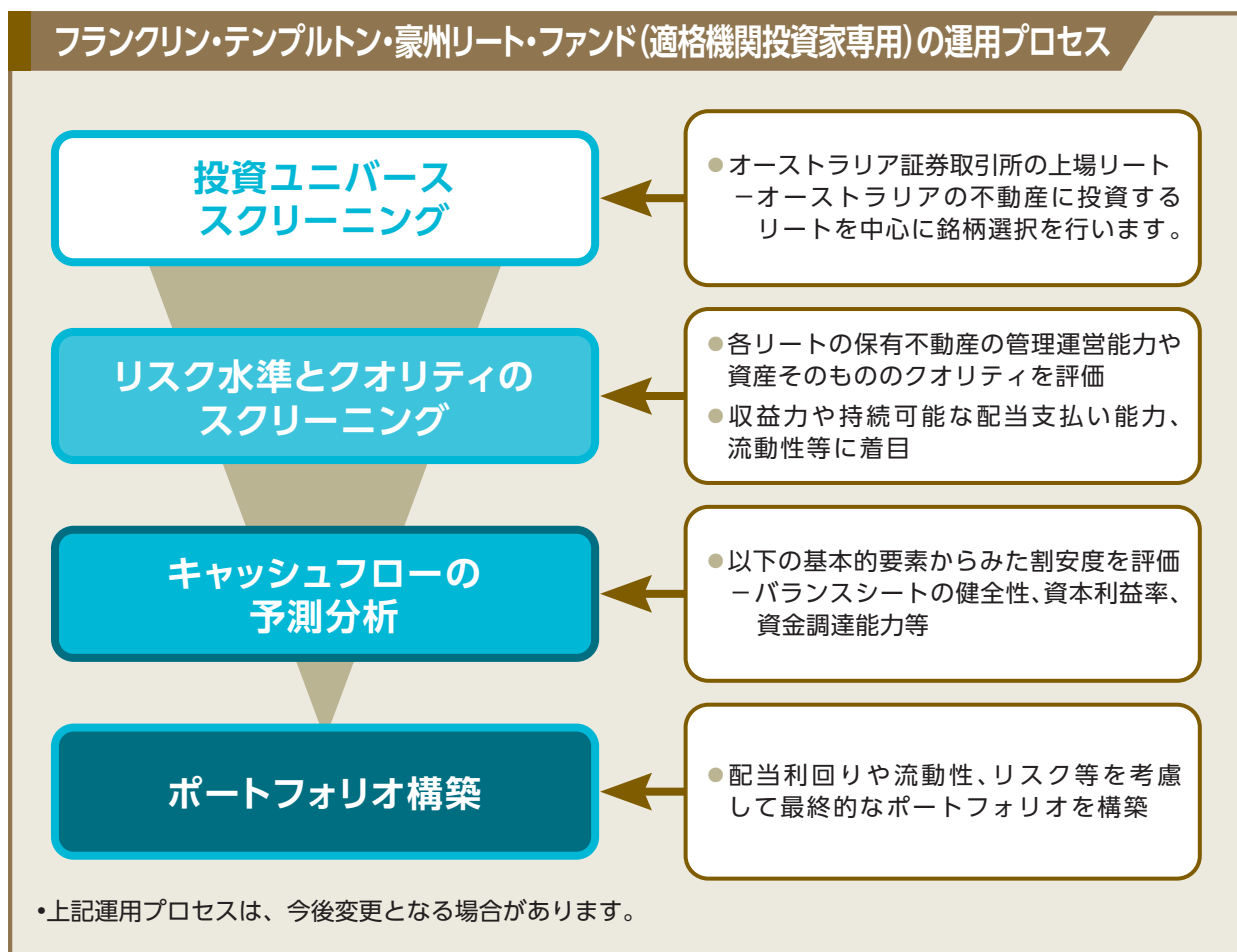 フランクリン・テンプルトン・豪州リート・ファンド（適格機関投資家専用）の運用プロセス
投資ユニバース
スクリーニング
●オーストラリア証券取引所の上場リート
－オーストラリアの不動産に投資する
リートを中心に銘柄選択を行います。
リスク水準とクオリティの
スクリーニング
●各リートの保有不動産の管理運営能力や
資産そのもののクオリティを評価
●収益力や持続可能な配当支払い能力、
流動性等に着目
キャッシュフローの
予測分析
●以下の基本的要素からみた割安度を評価
－バランスシートの健全性、資本利益率、
資金調達能力等
ポートフォリオ構築
●配当利回りや流動性、リスク等を考慮
して最終的なポートフォリオを構築
•上記運用プロセスは、今後変更となる場合があります。